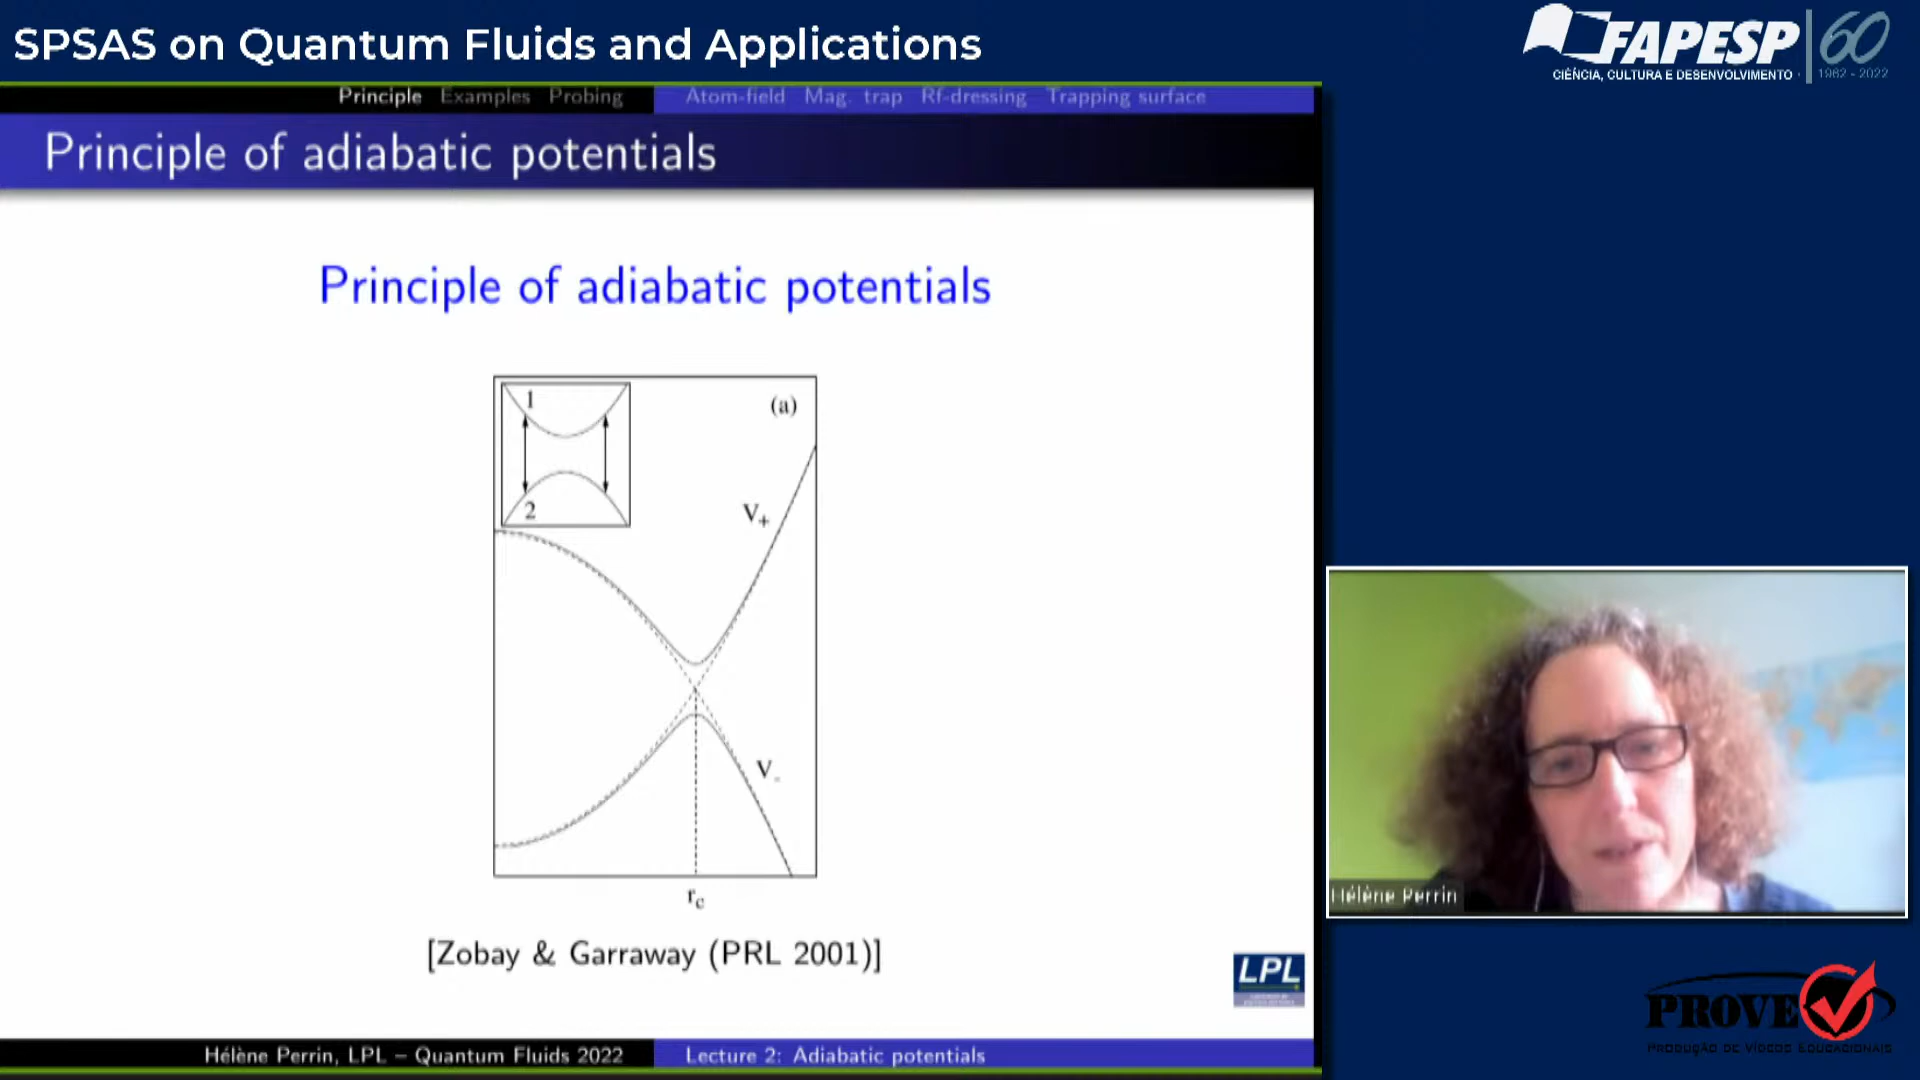 SPSAS on Quantum Fluids and Applications
FAPESP 60
CIÊNCIA, CULTURA E DESENVOLVIMENTO
1962 - 2022
Principle Examples Probing Atom-field Mag. trap Rf-dressing Trapping surface
Principle of adiabatic potentials
Principle of adiabatic potentials
1
(a)
2
V+
V-
rc
[Zobay & Garraway (PRL 2001)]
LPL
Hélène Perrin
PROVE
PRODUÇÃO DE VÍDEOS EDUCACIONAIS
Hélène Perrin, LPL – Quantum Fluids 2022 Lecture 2: Adiabatic potentials